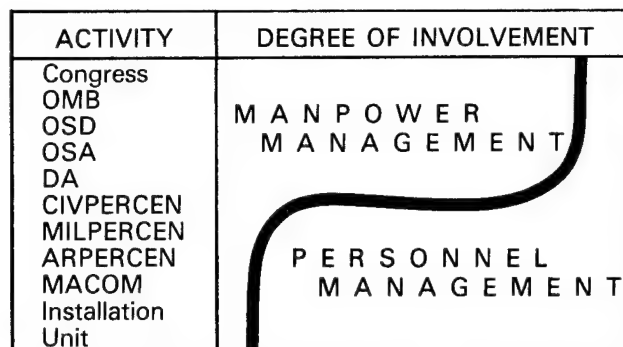 ACTIVITY DEGREE OF INVOLVEMENT
Congress
OMB
OSD
OSA
DA
CIVPERCEN
MILPERCEN
ARPERCEN
MACOM
Installation
Unit
MANPOWER
MANAGEMENT
PERSONNEL
MANAGEMENT